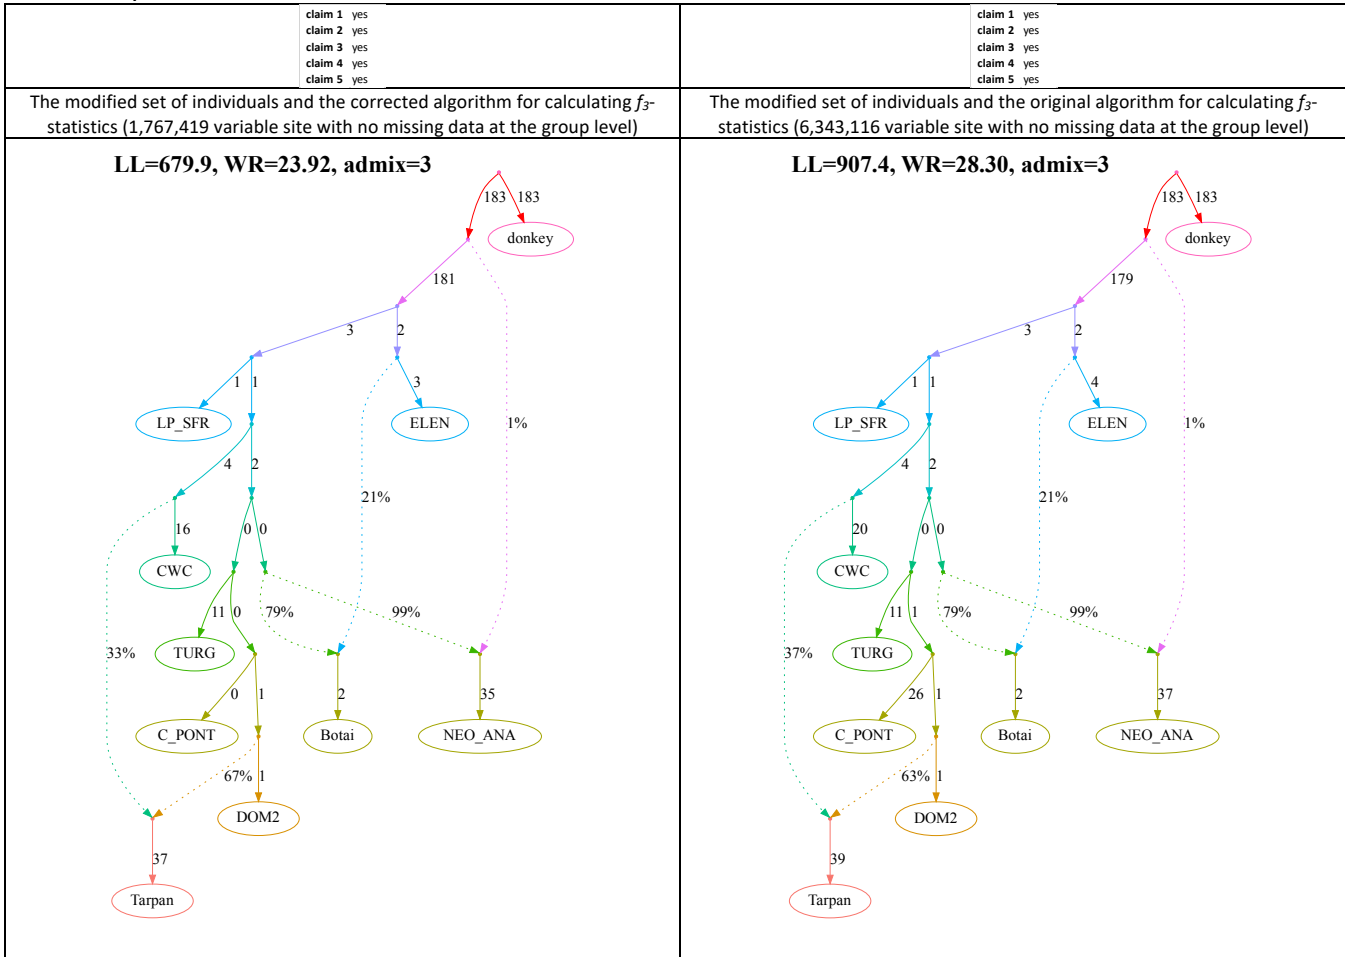 claim 1 yes
claim 2 yes
claim 3 yes
claim 4 yes
claim 5 yes
The modified set of individuals and the corrected algorithm for calculating f3-
statistics (1,767,419 variable site with no missing data at the group level)
LL=679.9, WR=23.92, admix=3
183 183
donkey
181
3 2
1 1 3
LP_SFR ELEN
1%
4 2
21%
16 0 0
CWC
11 0 79% 99%
33% TURG
0 1 2 35
C_PONT Botai NEO_ANA
67% 1
DOM2
37
Tarpan
claim 1 yes
claim 2 yes
claim 3 yes
claim 4 yes
claim 5 yes
The modified set of individuals and the original algorithm for calculating f3-
statistics (6,343,116 variable site with no missing data at the group level)
LL=907.4, WR=28.30, admix=3
183 183
donkey
179
3 2
1 1 4
LP_SFR ELEN
1%
4 2
21%
20 0 0
CWC
11 1 79% 99%
37% TURG
26 1 2 37
C_PONT Botai NEO_ANA
63% 1
DOM2
39
Tarpan